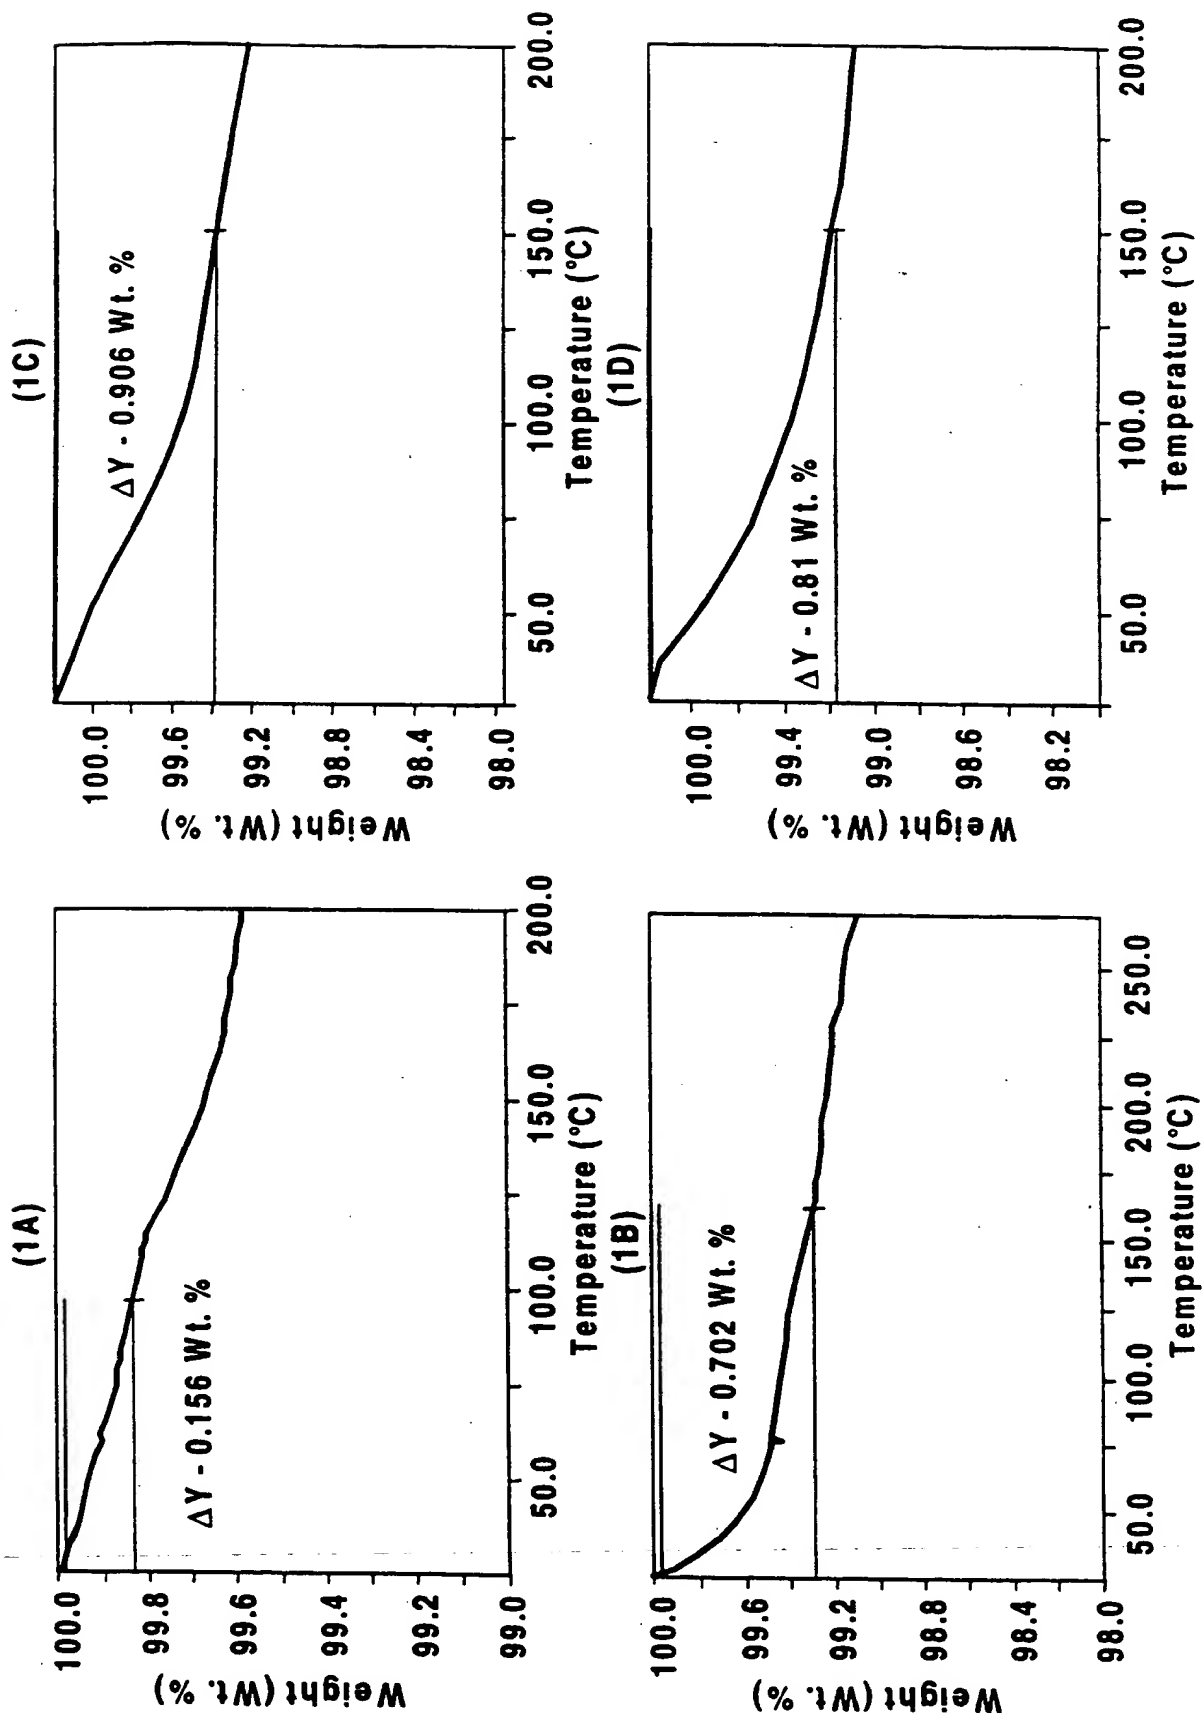 (1A)
Weight (Wt. %)
100.0
99.8
99.6
99.4
99.2
99.0
ΔY - 0.156 Wt. %
50.0 100.0 150.0 200.0
Temperature (°C)
(1C)
Weight (Wt. %)
100.0
99.6
99.2
98.8
98.4
98.0
ΔY - 0.906 Wt. %
50.0 100.0 150.0 200.0
Temperature (°C)
(1B)
Weight (Wt. %)
100.0
99.6
99.2
98.8
98.4
98.0
ΔY - 0.702 Wt. %
50.0 100.0 150.0 200.0 250.0
Temperature (°C)
(1D)
Weight (Wt. %)
100.0
99.4
99.0
98.6
98.2
ΔY - 0.81 Wt. %
50.0 100.0 150.0 200.0
Temperature (°C)